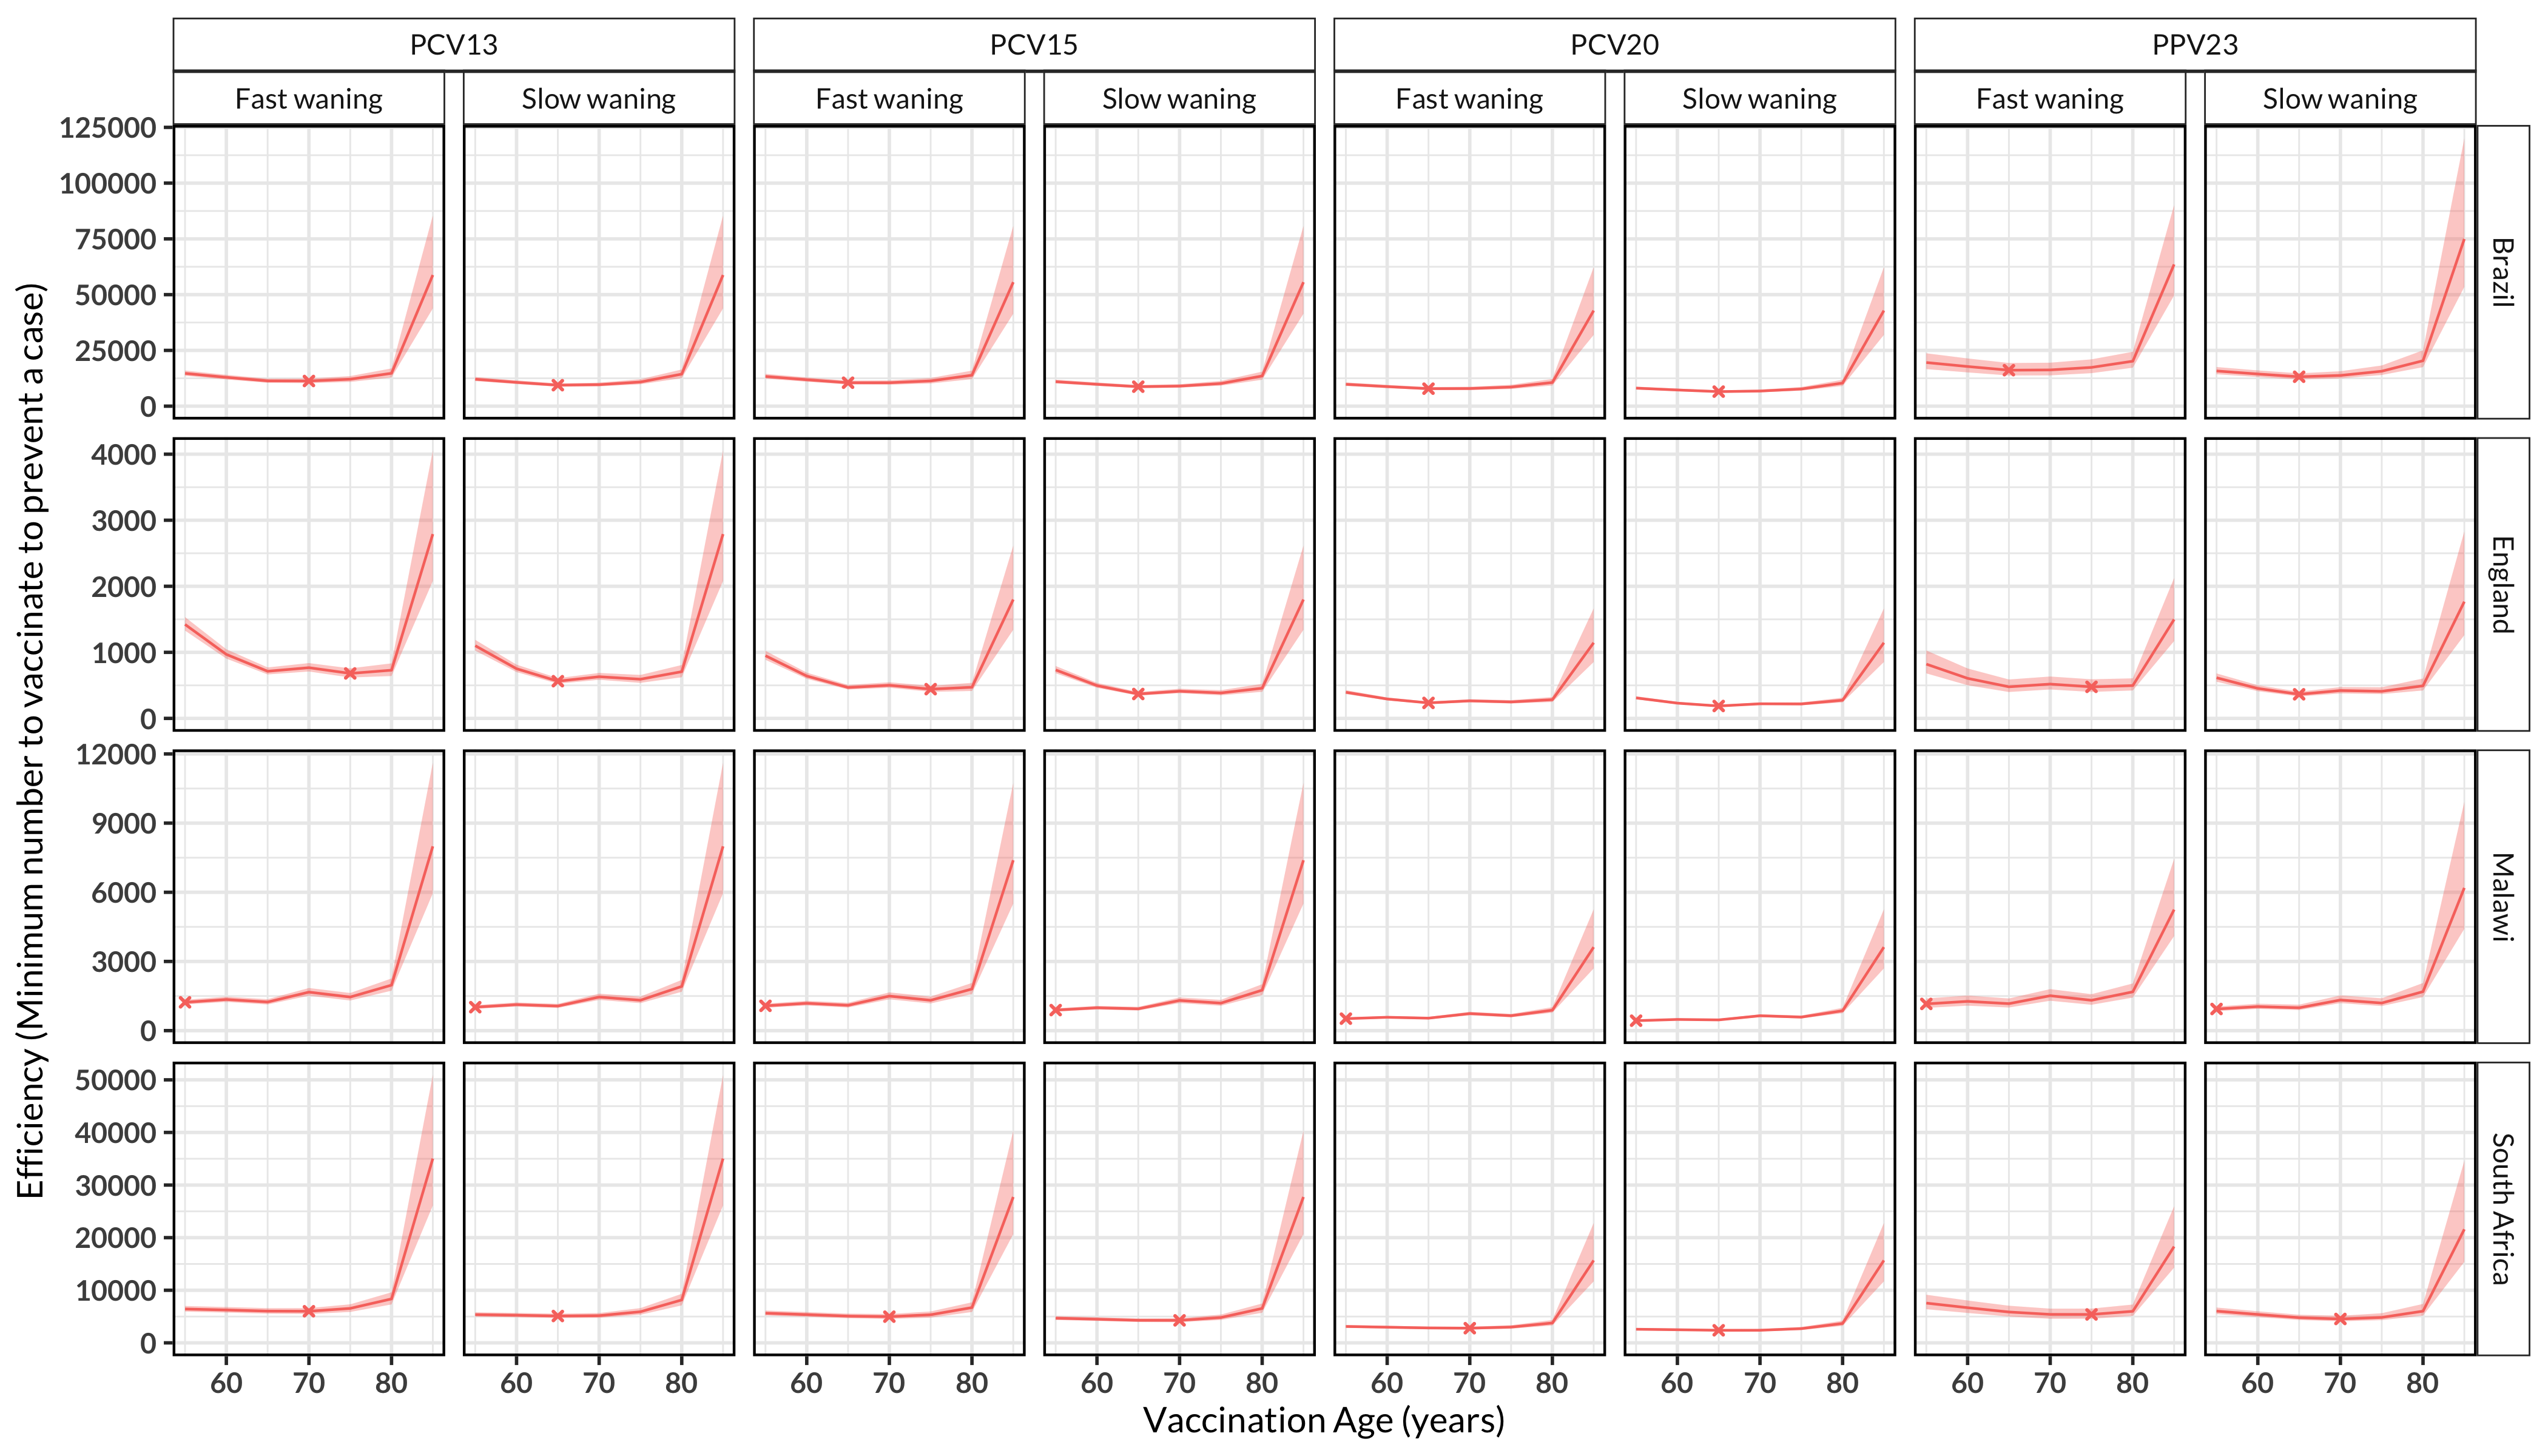 PCV13 PCV15 PCV20 PPV23
Fast waning Slow waning Fast waning Slow waning Fast waning Slow waning Fast waning Slow waning
Efficiency (Minimum number to vaccinate to prevent a case)
125000
100000
75000
50000
25000
0
Brazil
4000
3000
2000
1000
0
England
12000
9000
6000
3000
0
Malawi
50000
40000
30000
20000
10000
0
South Africa
60 70 80 60 70 80 60 70 80 60 70 80 60 70 80 60 70 80 60 70 80 60 70 80
Vaccination Age (years)